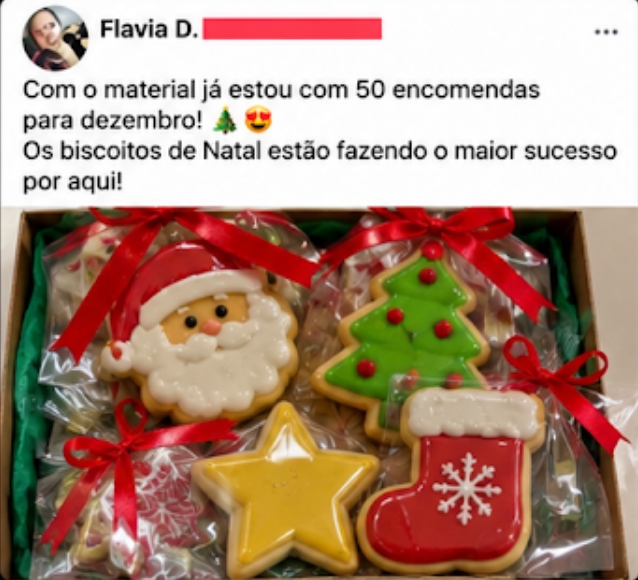 Flavia D.
Com o material já estou com 50 encomendas
para dezembro! 🎄😍
Os biscoitos de Natal estão fazendo o maior sucesso
por aqui!